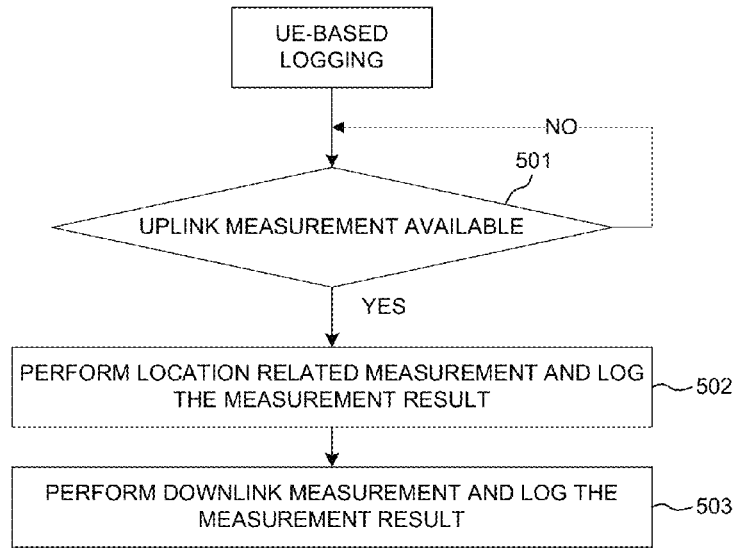 UE-BASED
LOGGING
NO
501
UPLINK MEASUREMENT AVAILABLE
YES
PERFORM LOCATION RELATED MEASUREMENT AND LOG
THE MEASUREMENT RESULT
502
PERFORM DOWNLINK MEASUREMENT AND LOG THE
MEASUREMENT RESULT
503